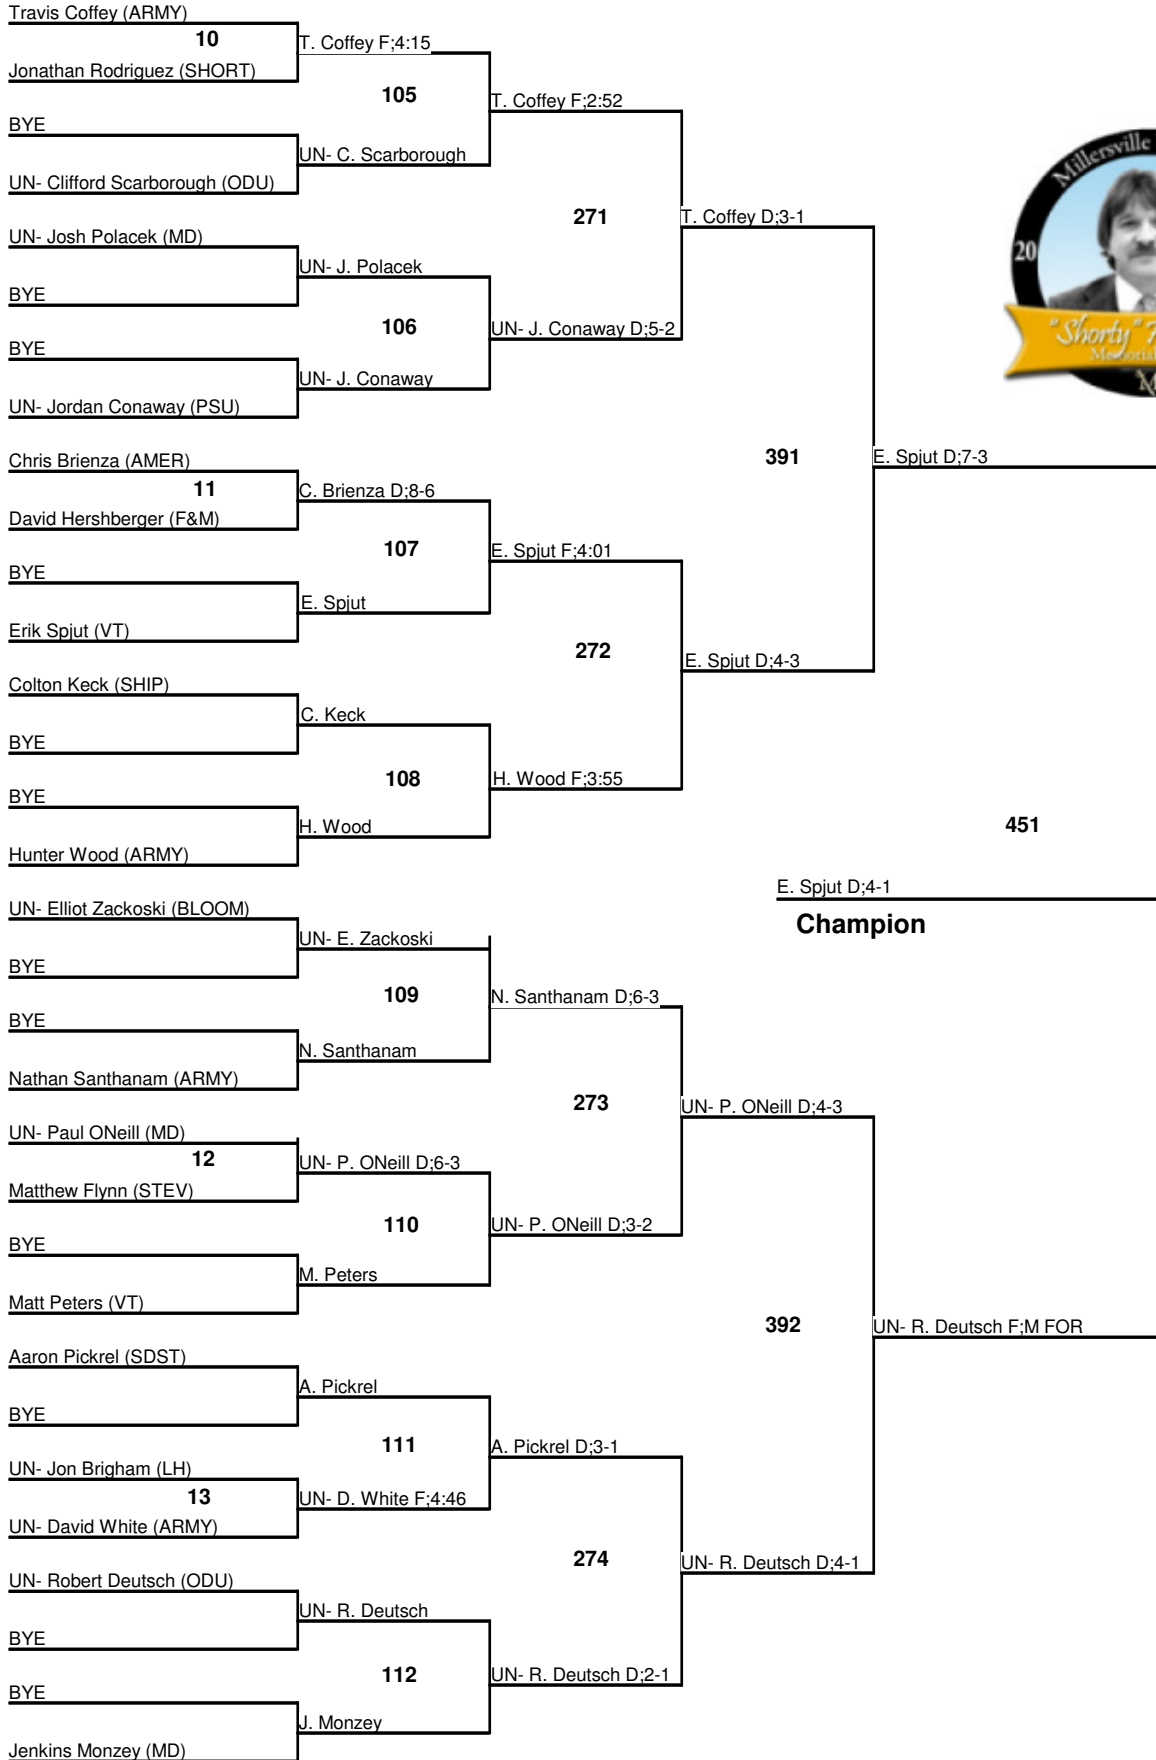 Travis Coffey (ARMY)
10
T. Coffey F;4:15
Jonathan Rodriguez (SHORT)
105
T. Coffey F;2:52
BYE
UN- C. Scarborough
UN- Clifford Scarborough (ODU)
271
T. Coffey D;3-1
UN- Josh Polacek (MD)
UN- J. Polacek
BYE
106
UN- J. Conaway D;5-2
BYE
UN- J. Conaway
UN- Jordan Conaway (PSU)
Millersville
20
"Shorty"
Memorial
391
E. Spjut D;7-3
Chris Brienza (AMER)
11
C. Brienza D;8-6
David Hershberger (F&M)
107
E. Spjut F;4:01
BYE
E. Spjut
Erik Spjut (VT)
272
E. Spjut D;4-3
Colton Keck (SHIP)
C. Keck
BYE
108
H. Wood F;3:55
BYE
H. Wood
Hunter Wood (ARMY)
451
E. Spjut D;4-1
Champion
UN- Elliot Zackoski (BLOOM)
UN- E. Zackoski
BYE
109
N. Santhanam D;6-3
BYE
N. Santhanam
Nathan Santhanam (ARMY)
273
UN- P. ONeill D;4-3
UN- Paul ONeill (MD)
12
UN- P. ONeill D;6-3
Matthew Flynn (STEV)
110
UN- P. ONeill D;3-2
BYE
M. Peters
Matt Peters (VT)
392
UN- R. Deutsch F;M FOR
Aaron Pickrel (SDST)
A. Pickrel
BYE
111
A. Pickrel D;3-1
UN- Jon Brigham (LH)
13
UN- D. White F;4:46
UN- David White (ARMY)
274
UN- R. Deutsch D;4-1
UN- Robert Deutsch (ODU)
UN- R. Deutsch
BYE
112
UN- R. Deutsch D;2-1
BYE
J. Monzey
Jenkins Monzey (MD)